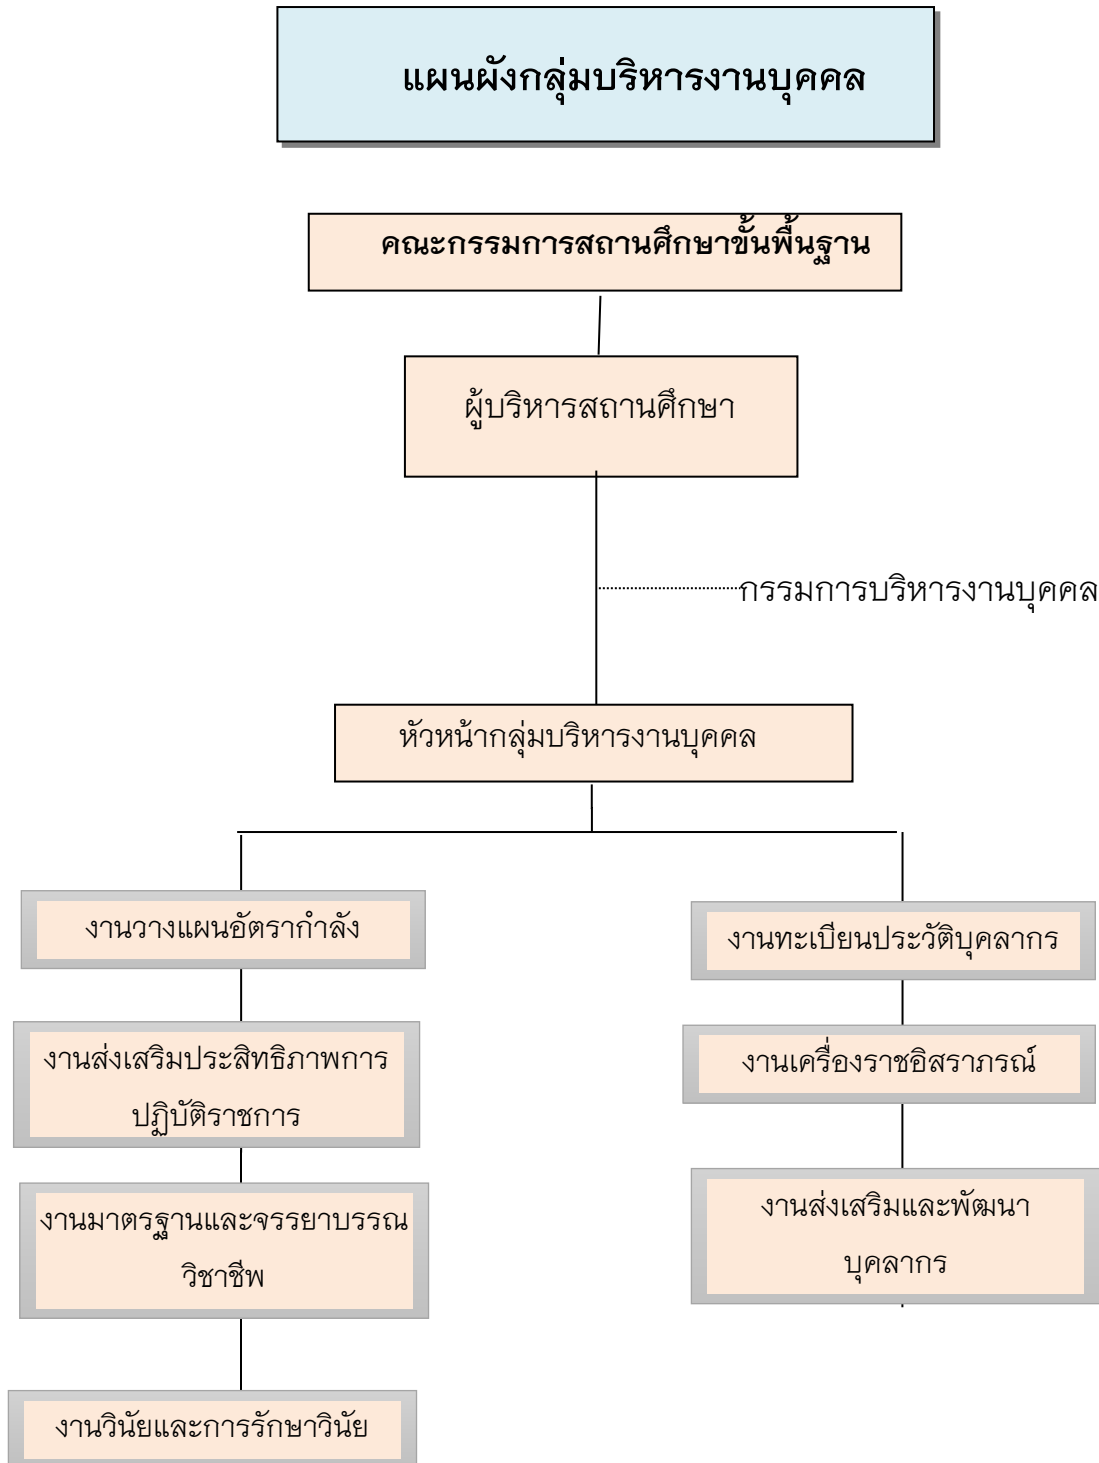 แผนผังกลุ่มบริหารงานบุคคล
คณะกรรมการสถานศึกษาขั้นพื้นฐาน
ผู้บริหารสถานศึกษา
กรรมการบริหารงานบุคคล
หัวหน้ากลุ่มบริหารงานบุคคล
งานวางแผนอัตรากำลัง
งานส่งเสริมประสิทธิภาพการ
ปฏิบัติราชการ
งานมาตรฐานและจรรยาบรรณ
วิชาชีพ
งานวินัยและการรักษาวินัย
งานทะเบียนประวัติบุคลากร
งานเครื่องราชอิสราภรณ์
งานส่งเสริมและพัฒนา
บุคลากร